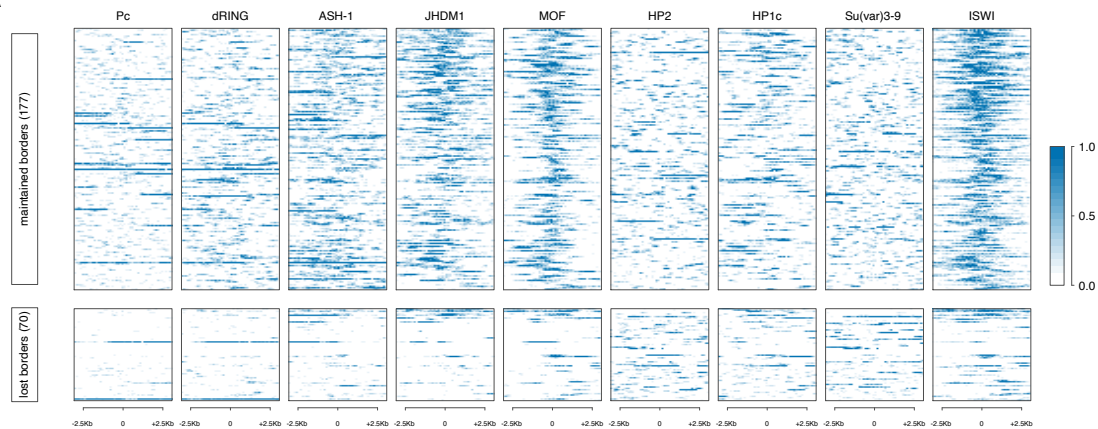 Pc dRING ASH-1 JHDM1 MOF HP2 HP1c Su(var)3-9 ISWI
maintained borders (177)
1.0
0.5
0.0
lost borders (70)
-2.5Kb 0 +2.5Kb -2.5Kb 0 +2.5Kb -2.5Kb 0 +2.5Kb -2.5Kb 0 +2.5Kb -2.5Kb 0 +2.5Kb -2.5Kb 0 +2.5Kb -2.5Kb 0 +2.5Kb -2.5Kb 0 +2.5Kb -2.5Kb 0 +2.5Kb